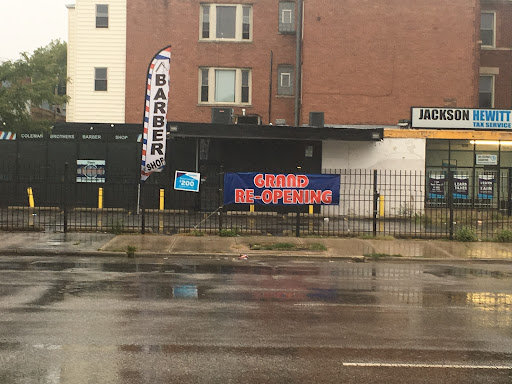 COLEMAN BROTHERS BARBER SHOP
BARBER
SHOP
$200
GRAND
RE-OPENING
JACKSON HEWITT
TAX SERVICE